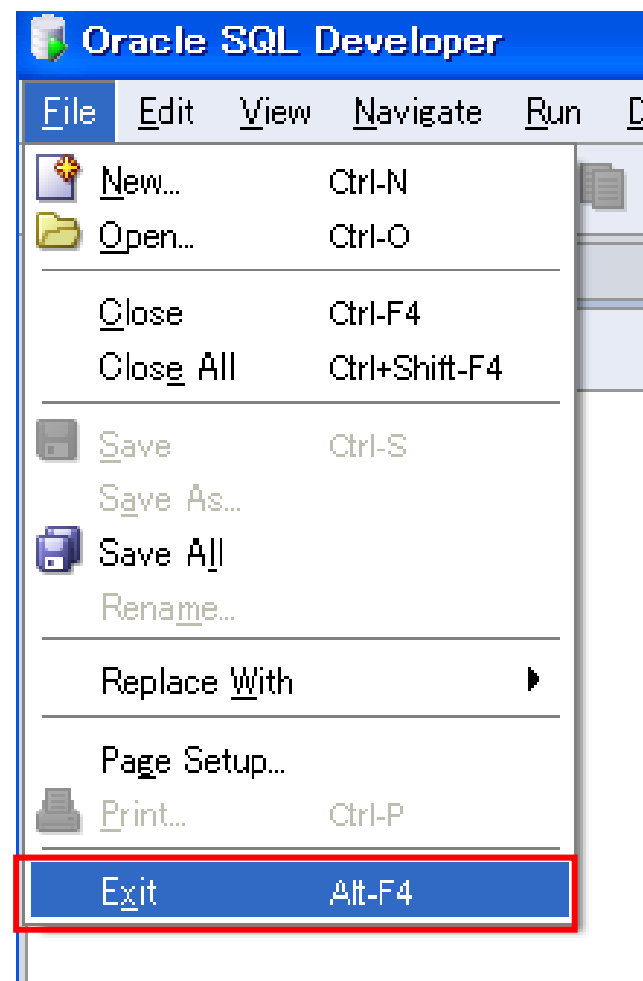 Oracle SQL Developer
File Edit View Navigate Run
New... Ctrl-N
Open... Ctrl-O
Close Ctrl-F4
Close All Ctrl+Shift-F4
Save Ctrl-S
Save As...
Save All
Rename...
Replace With
Page Setup...
Print... Ctrl-P
Exit Alt-F4